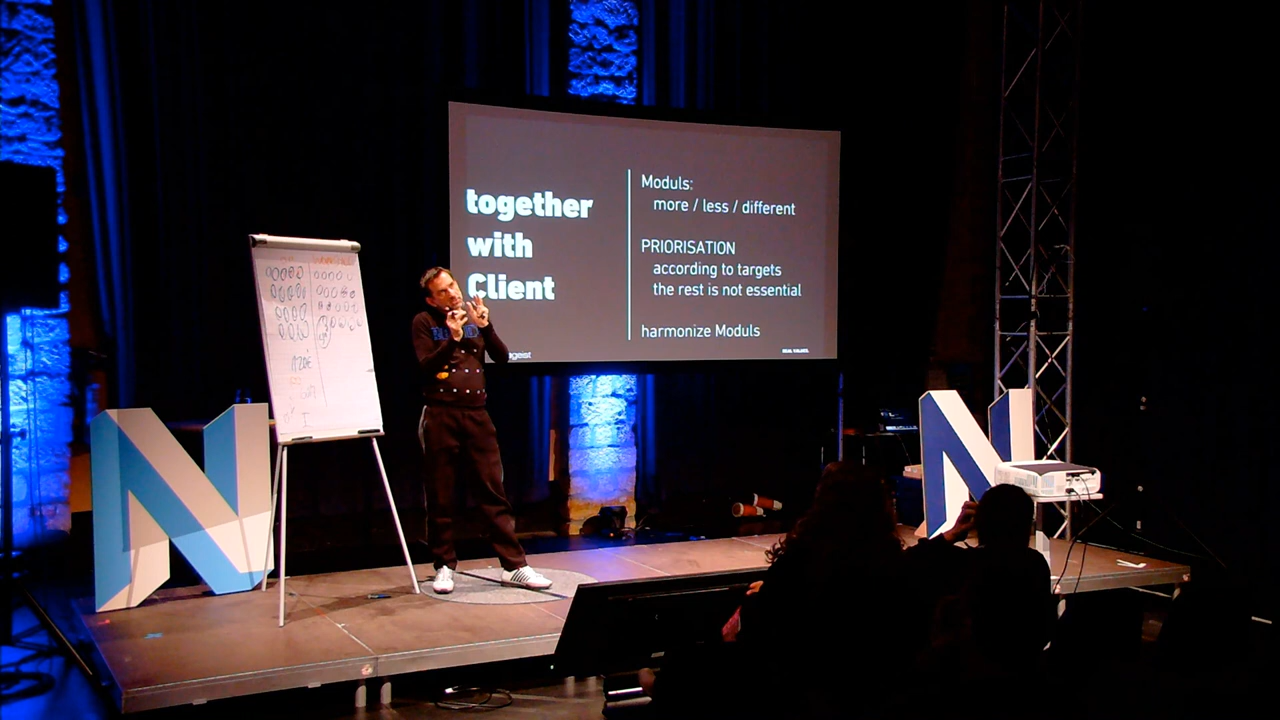 together
with
Client
Moduls:
more / less / different
PRIORISATION
according to targets
the rest is not essential
harmonize Moduls
N
N